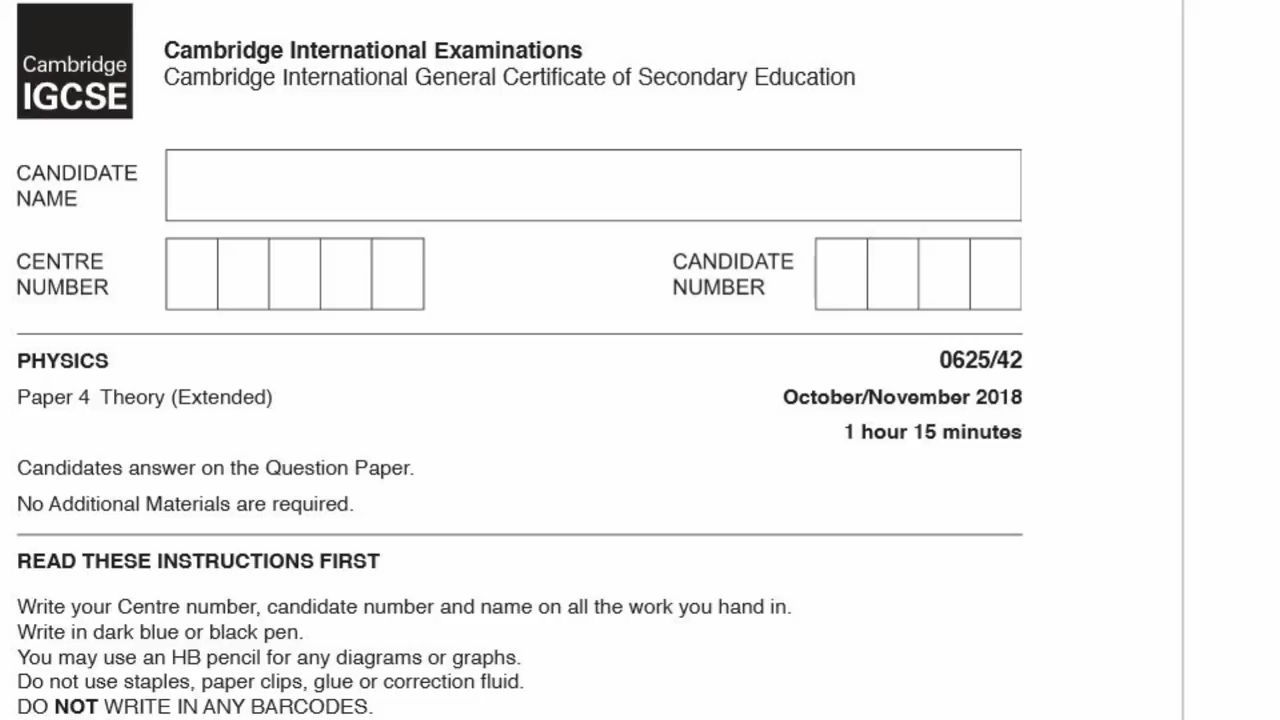 Cambridge
IGCSE
Cambridge International Examinations
Cambridge International General Certificate of Secondary Education
CANDIDATE
NAME
CENTRE
NUMBER
CANDIDATE
NUMBER
PHYSICS
0625/42
Paper 4 Theory (Extended)
October/November 2018
1 hour 15 minutes
Candidates answer on the Question Paper.
No Additional Materials are required.
READ THESE INSTRUCTIONS FIRST
Write your Centre number, candidate number and name on all the work you hand in.
Write in dark blue or black pen.
You may use an HB pencil for any diagrams or graphs.
Do not use staples, paper clips, glue or correction fluid.
DO NOT WRITE IN ANY BARCODES.